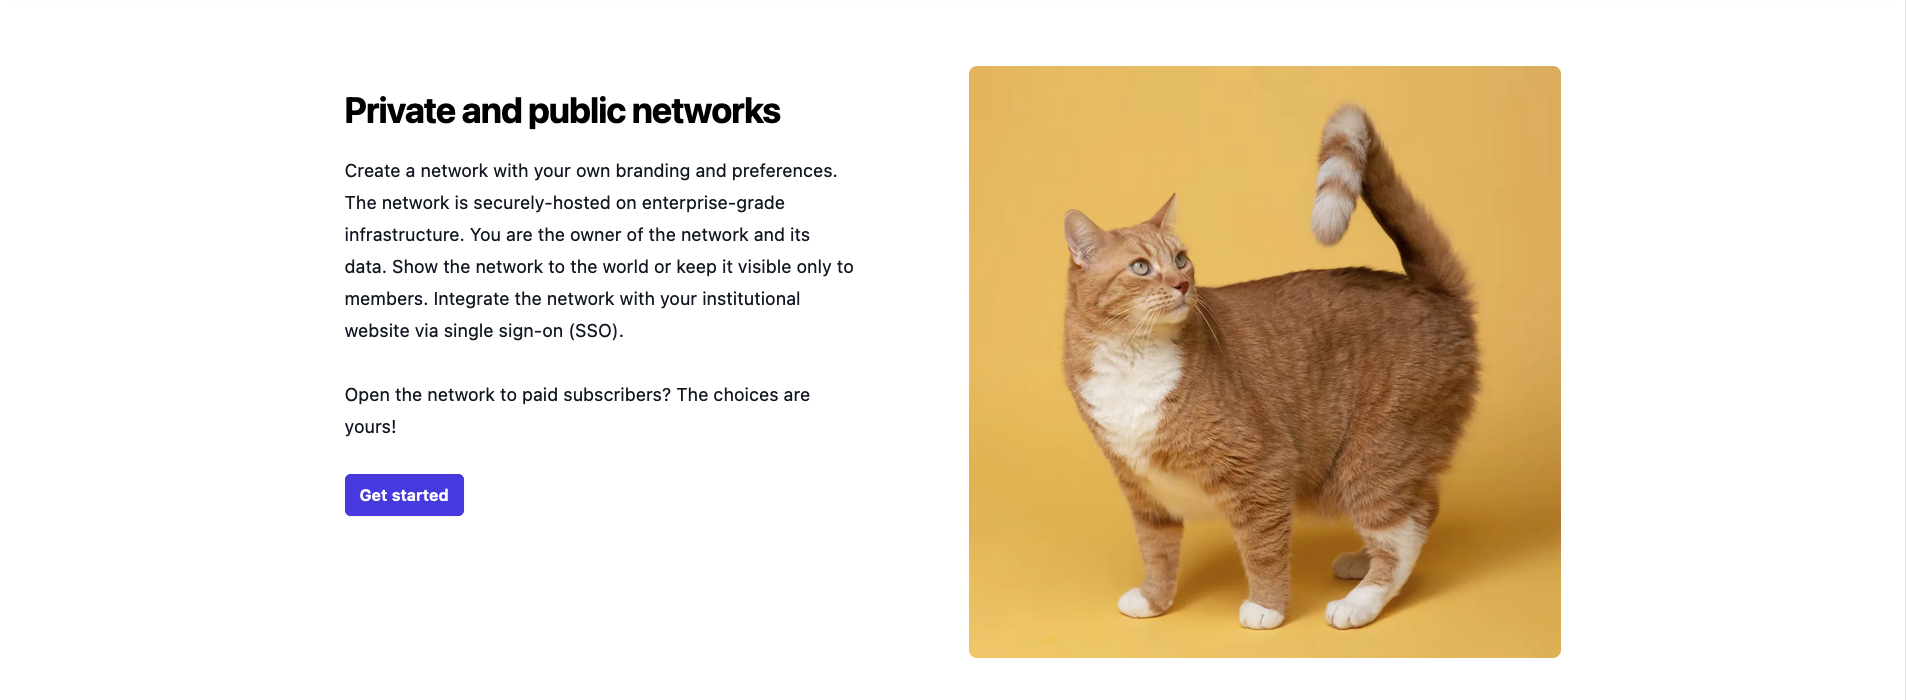 Private and public networks
Create a network with your own branding and preferences.
The network is securely-hosted on enterprise-grade
infrastructure. You are the owner of the network and its
data. Show the network to the world or keep it visible only to
members. Integrate the network with your institutional
website via single sign-on (SSO).
Open the network to paid subscribers? The choices are
yours!
Get started